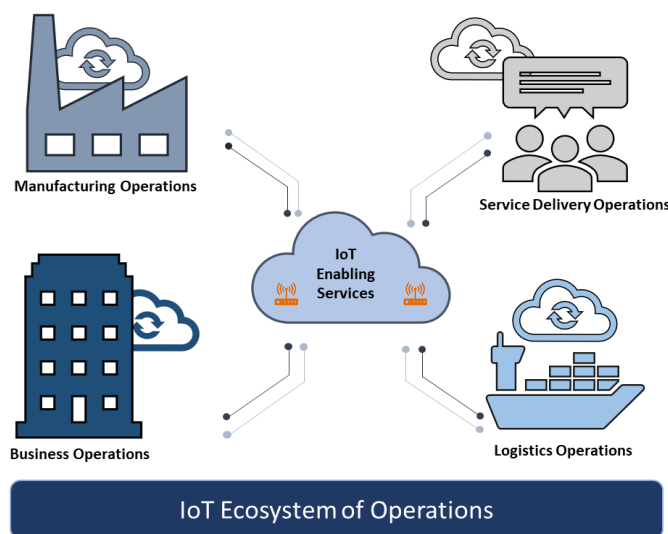 Manufacturing Operations
Service Delivery Operations
IoT
Enabling
Services
Business Operations
Logistics Operations
IoT Ecosystem of Operations